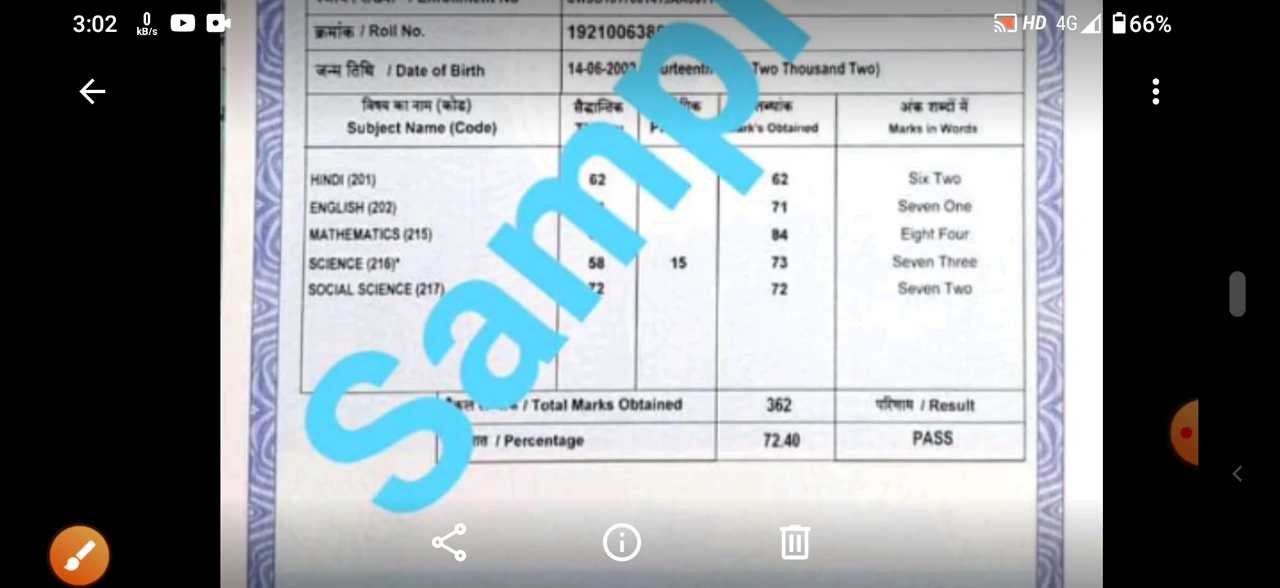 3:02 0 kB/s HD 4G 66%
क्रमांक / Roll No. 192100638
जन्म तिथि / Date of Birth 14-06-200 Two Thousand Two)
विषय का नाम (कोड) सैद्धान्तिक अंक शब्दों में
Subject Name (Code) Obtained Marks in Words
HINDI (201) 62 62 Six Two
ENGLISH (202) 71 Seven One
MATHEMATICS (215) 84 Eight Four
SCIENCE (216)* 58 15 73 Seven Three
SOCIAL SCIENCE (217) 72 72 Seven Two
/ Total Marks Obtained 362 परिणाम / Result
/ Percentage 72.40 PASS
Sampl